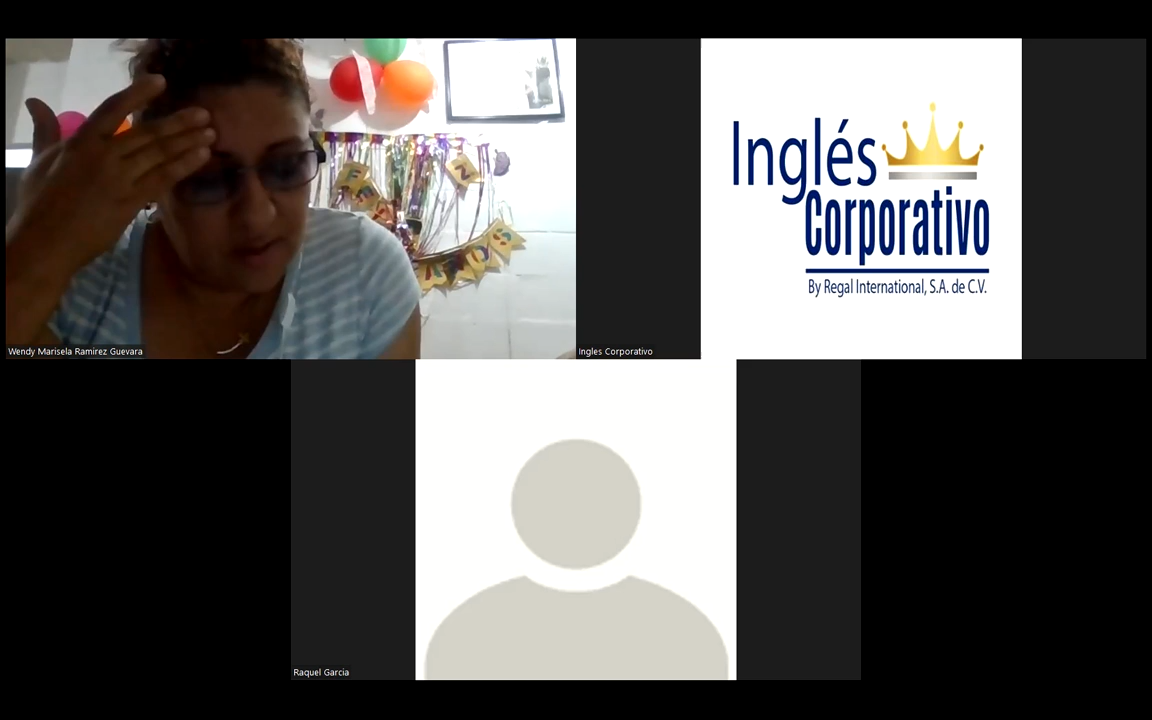 Inglés
Corporativo
By Regal International, S.A. de C.V.
Wendy Marisela Ramirez Guevara
Ingles Corporativo
Raquel Garcia